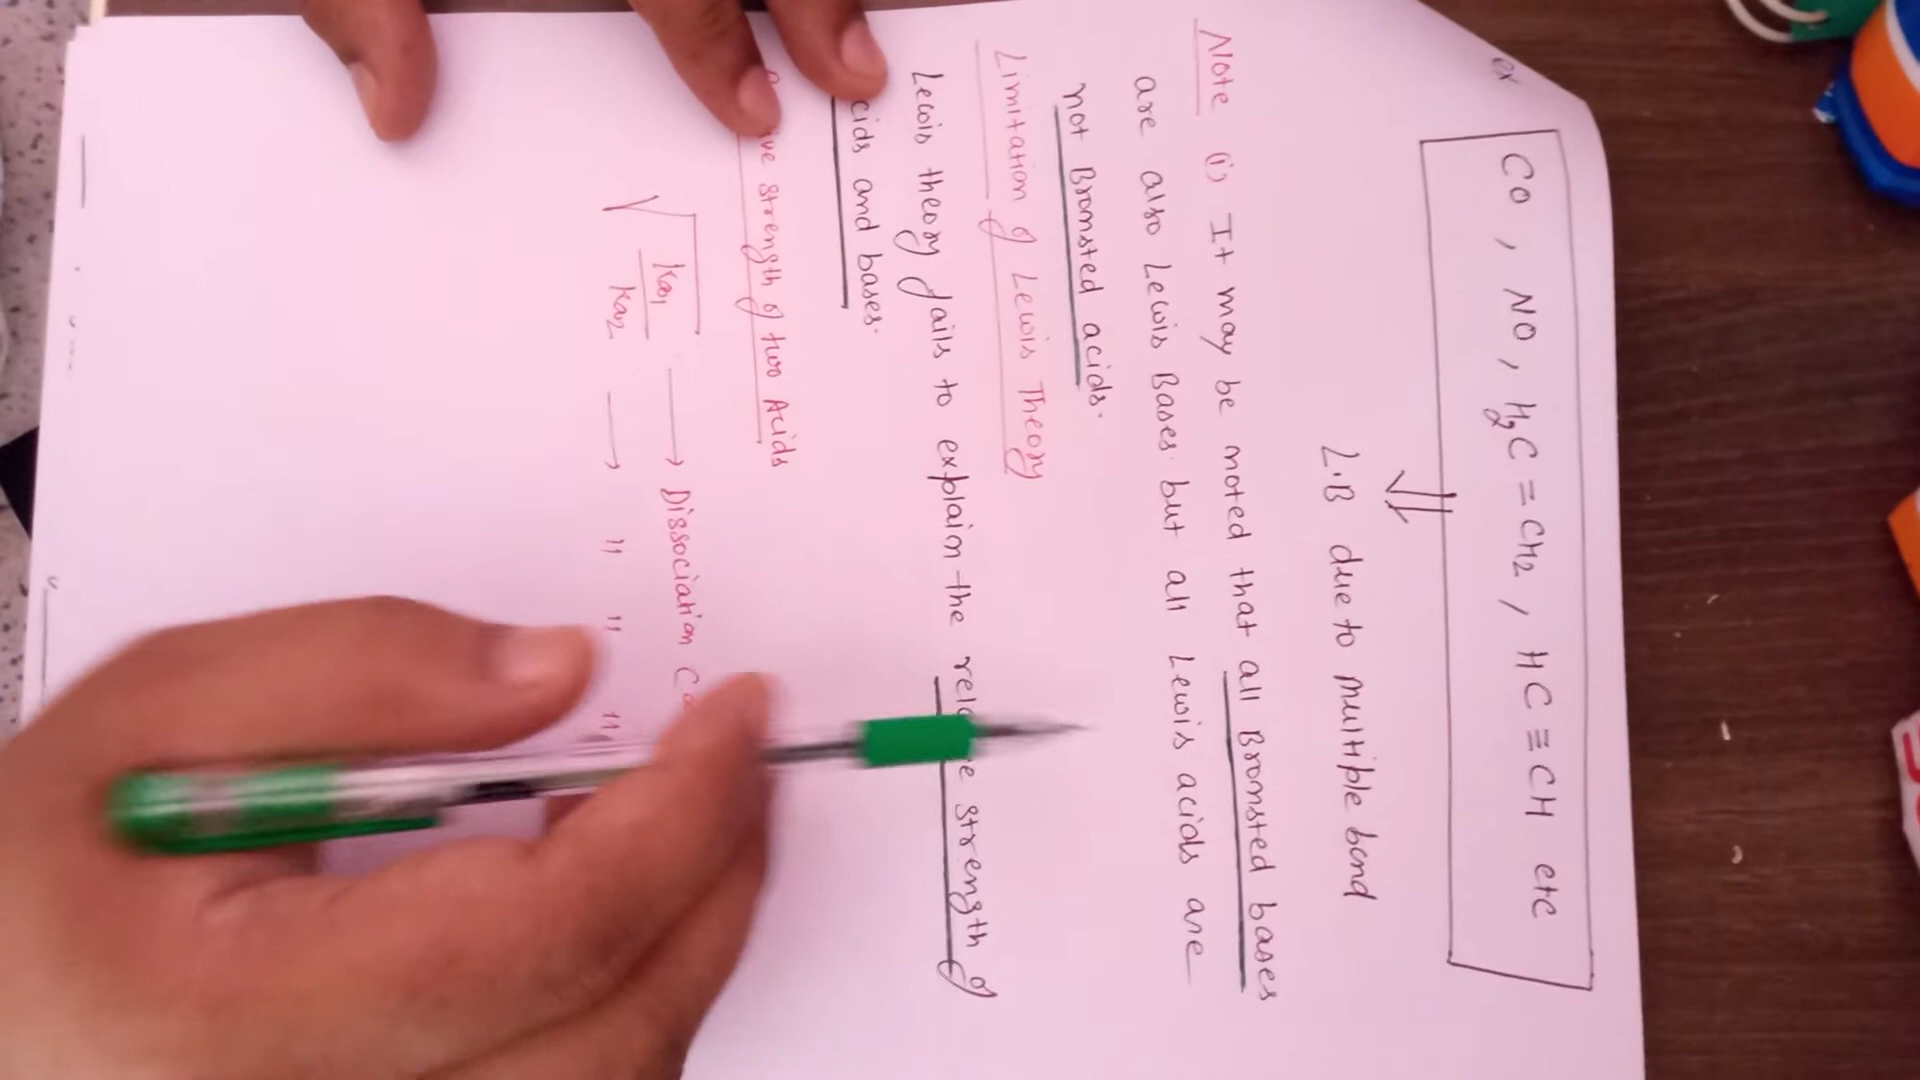 ex CO, NO, H2C=CH2, HC≡CH etc
L.B due to multiple bond
Note (i) It may be noted that all Bronsted bases
are also Lewis Bases. but all Lewis acids are
not Bronsted acids.
Limitation of Lewis Theory
Lewis theory fails to explain the strength of
cids and bases.
strength of two Acids
√ka1/ka2 → Dissociation
→ " " "